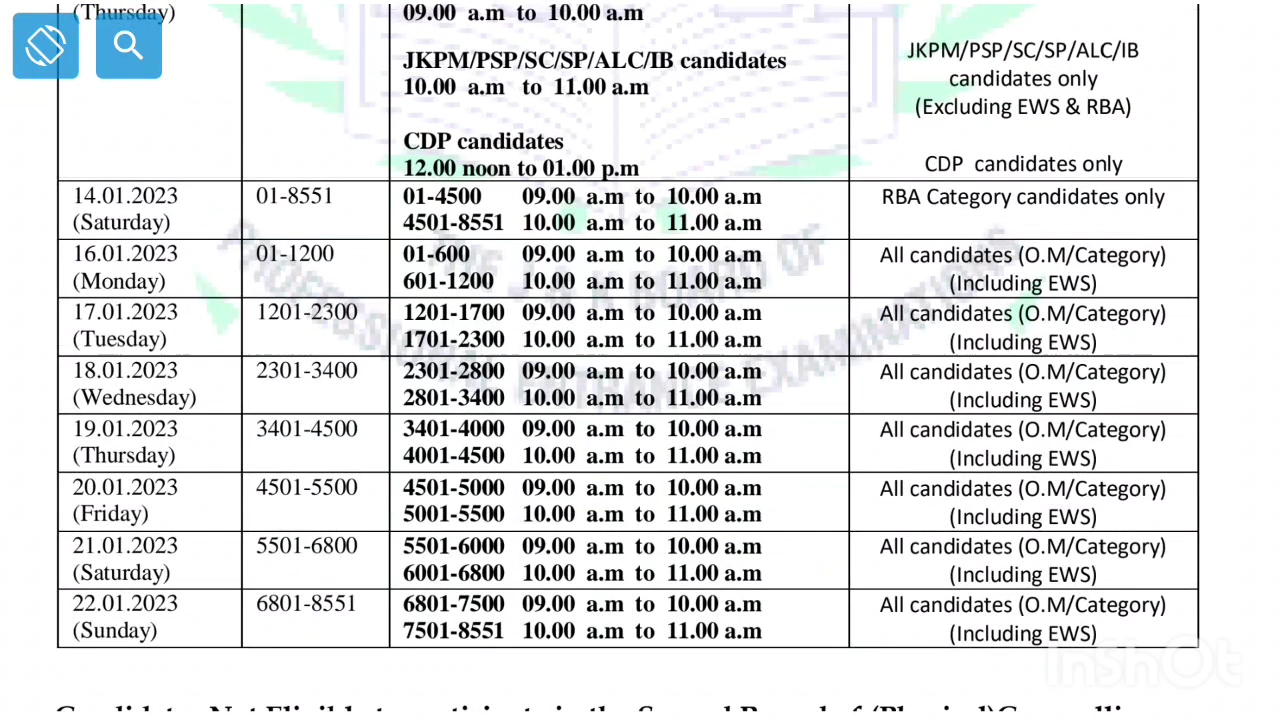 (Thursday)
09.00 a.m to 10.00 a.m
JKPM/PSP/SC/SP/ALC/IB candidates
10.00 a.m to 11.00 a.m
CDP candidates
12.00 noon to 01.00 p.m
JKPM/PSP/SC/SP/ALC/IB
candidates only
(Excluding EWS & RBA)
CDP candidates only
14.01.2023 01-8551 01-4500 09.00 a.m to 10.00 a.m RBA Category candidates only
(Saturday) 4501-8551 10.00 a.m to 11.00 a.m
16.01.2023 01-1200 01-600 09.00 a.m to 10.00 a.m All candidates (O.M/Category)
(Monday) 601-1200 10.00 a.m to 11.00 a.m (Including EWS)
17.01.2023 1201-2300 1201-1700 09.00 a.m to 10.00 a.m All candidates (O.M/Category)
(Tuesday) 1701-2300 10.00 a.m to 11.00 a.m (Including EWS)
18.01.2023 2301-3400 2301-2800 09.00 a.m to 10.00 a.m All candidates (O.M/Category)
(Wednesday) 2801-3400 10.00 a.m to 11.00 a.m (Including EWS)
19.01.2023 3401-4500 3401-4000 09.00 a.m to 10.00 a.m All candidates (O.M/Category)
(Thursday) 4001-4500 10.00 a.m to 11.00 a.m (Including EWS)
20.01.2023 4501-5500 4501-5000 09.00 a.m to 10.00 a.m All candidates (O.M/Category)
(Friday) 5001-5500 10.00 a.m to 11.00 a.m (Including EWS)
21.01.2023 5501-6800 5501-6000 09.00 a.m to 10.00 a.m All candidates (O.M/Category)
(Saturday) 6001-6800 10.00 a.m to 11.00 a.m (Including EWS)
22.01.2023 6801-8551 6801-7500 09.00 a.m to 10.00 a.m All candidates (O.M/Category)
(Sunday) 7501-8551 10.00 a.m to 11.00 a.m (Including EWS)
THE J & K BOARD OF
PROFESSIONAL ENTRANCE EXAMINATIONS
InShOt